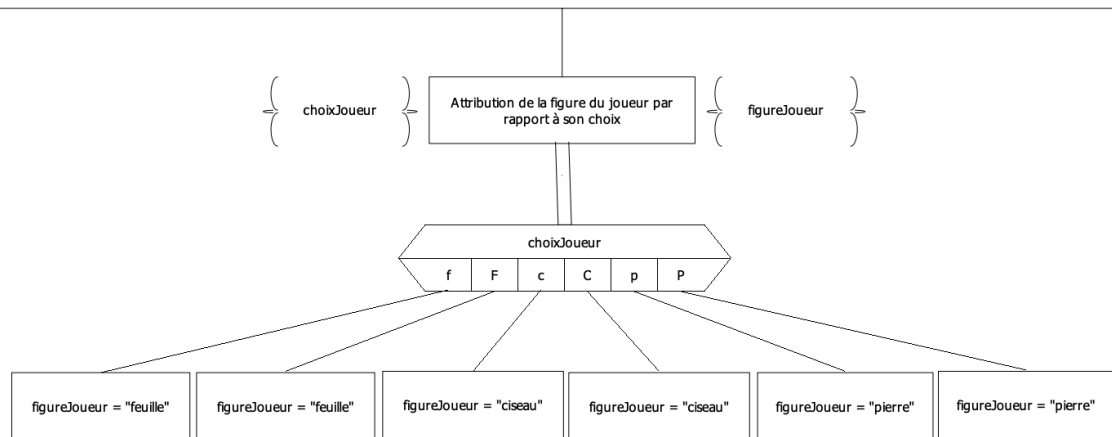 choixJoueur
Attribution de la figure du joueur par
rapport à son choix
figureJoueur
choixJoueur
f F c C p P
figureJoueur = "feuille"
figureJoueur = "feuille"
figureJoueur = "ciseau"
figureJoueur = "ciseau"
figureJoueur = "pierre"
figureJoueur = "pierre"